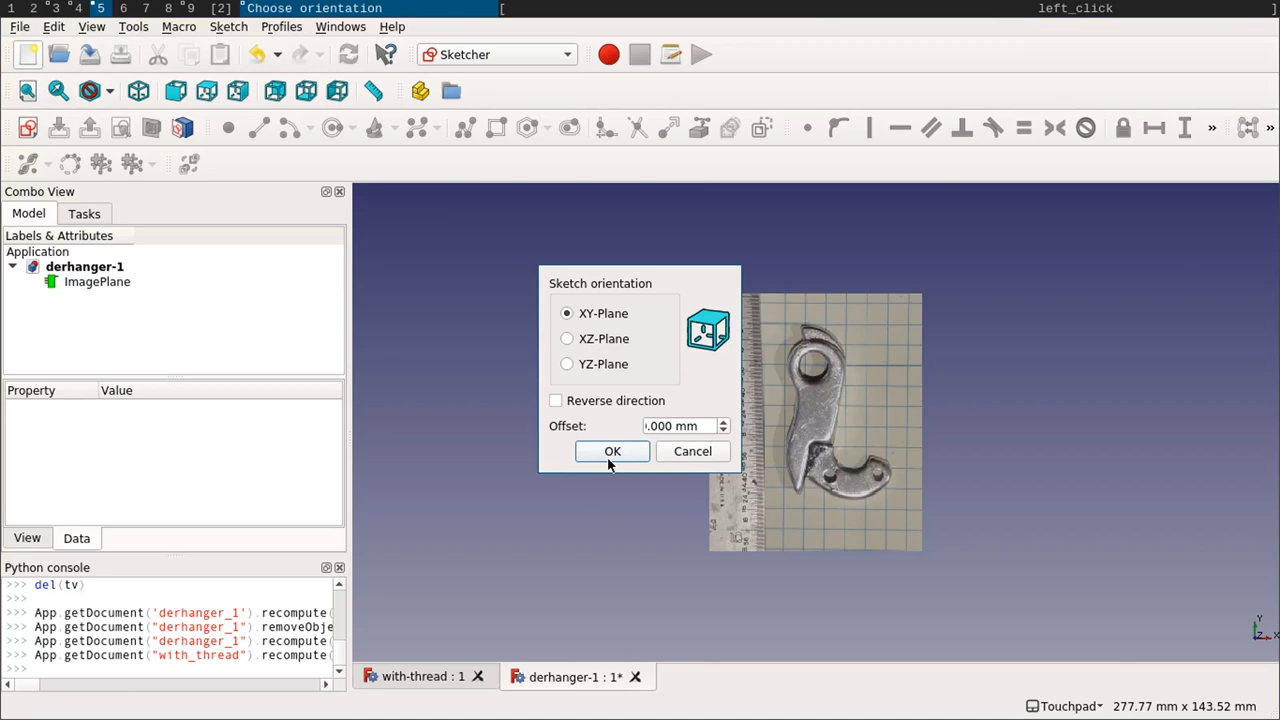 1 2 3 4 5 6 7 8 9 [2] Choose orientation [ left_click ]
File Edit View Tools Macro Sketch Profiles Windows Help
Sketcher
» »
Combo View
Model Tasks
Labels & Attributes
Application
derhanger-1
ImagePlane
Sketch orientation
XY-Plane
XZ-Plane
YZ-Plane
Reverse direction
Offset: .000 mm
OK Cancel
Property Value
View Data
Python console
>>> del(tv)
>>>
>>> App.getDocument('derhanger_1').recompute(
>>> App.getDocument("derhanger_1").removeObje
>>> App.getDocument("derhanger_1").recompute(
>>> App.getDocument("with_thread").recompute(
>>>
with-thread : 1 derhanger-1 : 1*
Y
Z X
Touchpad 277.77 mm x 143.52 mm